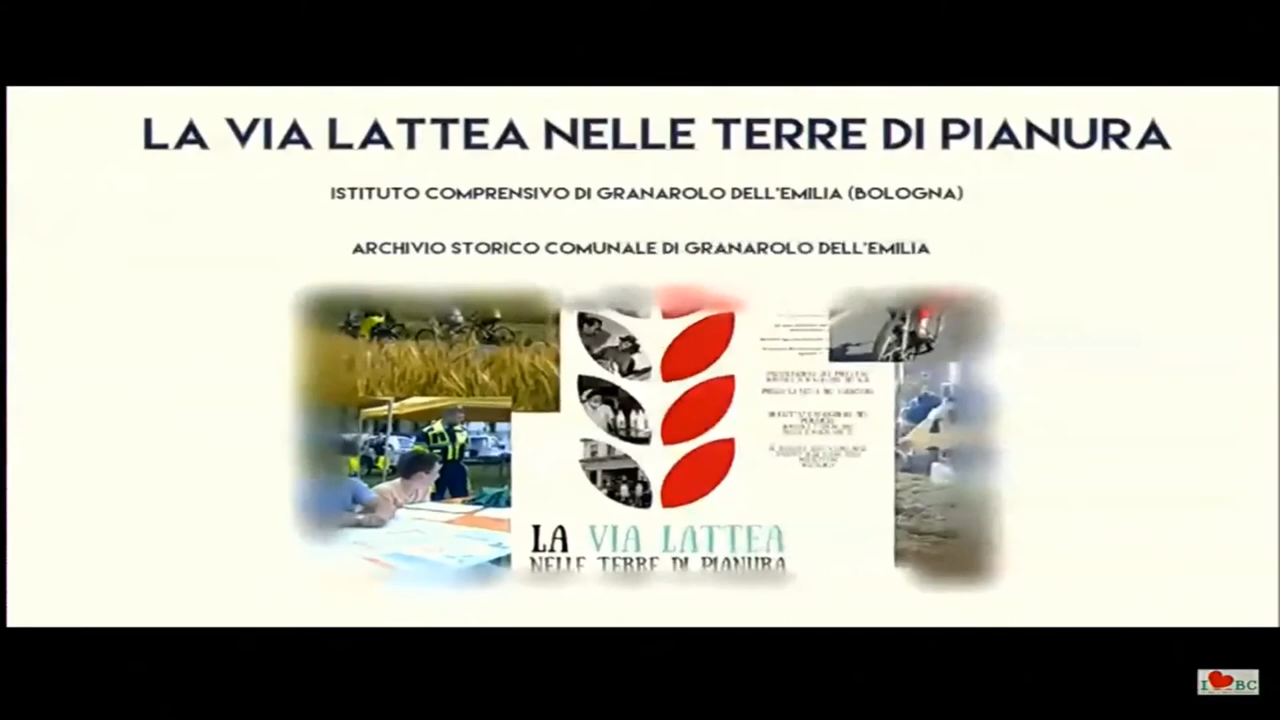 LA VIA LATTEA NELLE TERRE DI PIANURA
ISTITUTO COMPRENSIVO DI GRANAROLO DELL'EMILIA (BOLOGNA)
ARCHIVIO STORICO COMUNALE DI GRANAROLO DELL'EMILIA
LA VIA LATTEA
NELLE TERRE DI PIANURA
I BC